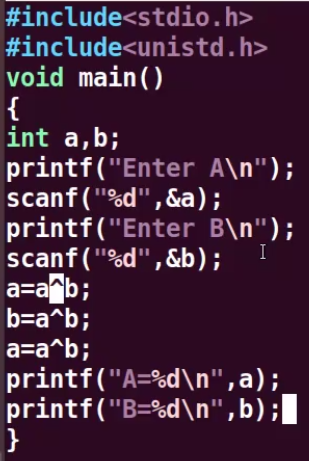 #include<stdio.h>
#include<unistd.h>
void main()
{
int a,b;
printf("Enter A\n");
scanf("%d",&a);
printf("Enter B\n");
scanf("%d",&b);
a=a^b;
b=a^b;
a=a^b;
printf("A=%d\n",a);
printf("B=%d\n",b);
}